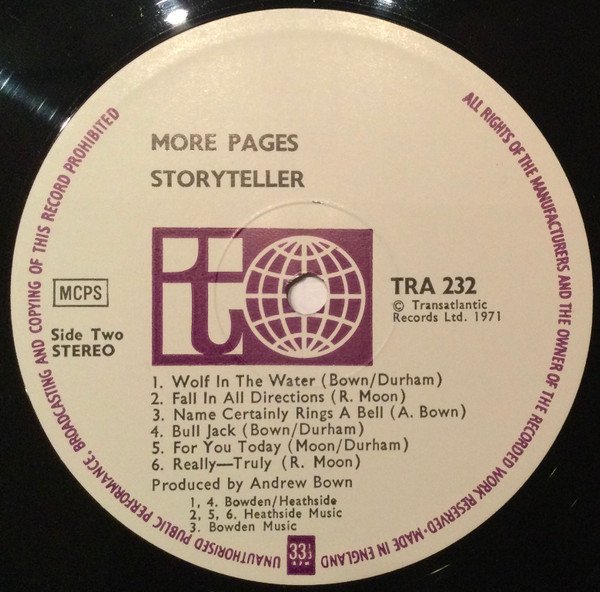 MORE PAGES
STORYTELLER
to
MCPS
Side Two
STEREO
TRA 232
© Transatlantic
Records Ltd. 1971
1. Wolf In The Water (Bown/Durham)
2. Fall In All Directions (R. Moon)
3. Name Certainly Rings A Bell (A. Bown)
4. Bull Jack (Bown/Durham)
5. For You Today (Moon/Durham)
6. Really—Truly (R. Moon)
Produced by Andrew Bown
1, 4. Bowden/Heathside
2, 5, 6. Heathside Music
3. Bowden Music
ALL RIGHTS OF THE MANUFACTURERS AND THE OWNER OF THE RECORDED WORK RESERVED·MADE IN ENGLAND
33⅓ RPM
UNAUTHORISED PUBLIC PERFORMANCE, BROADCASTING AND COPYING OF THIS RECORD PROHIBITED